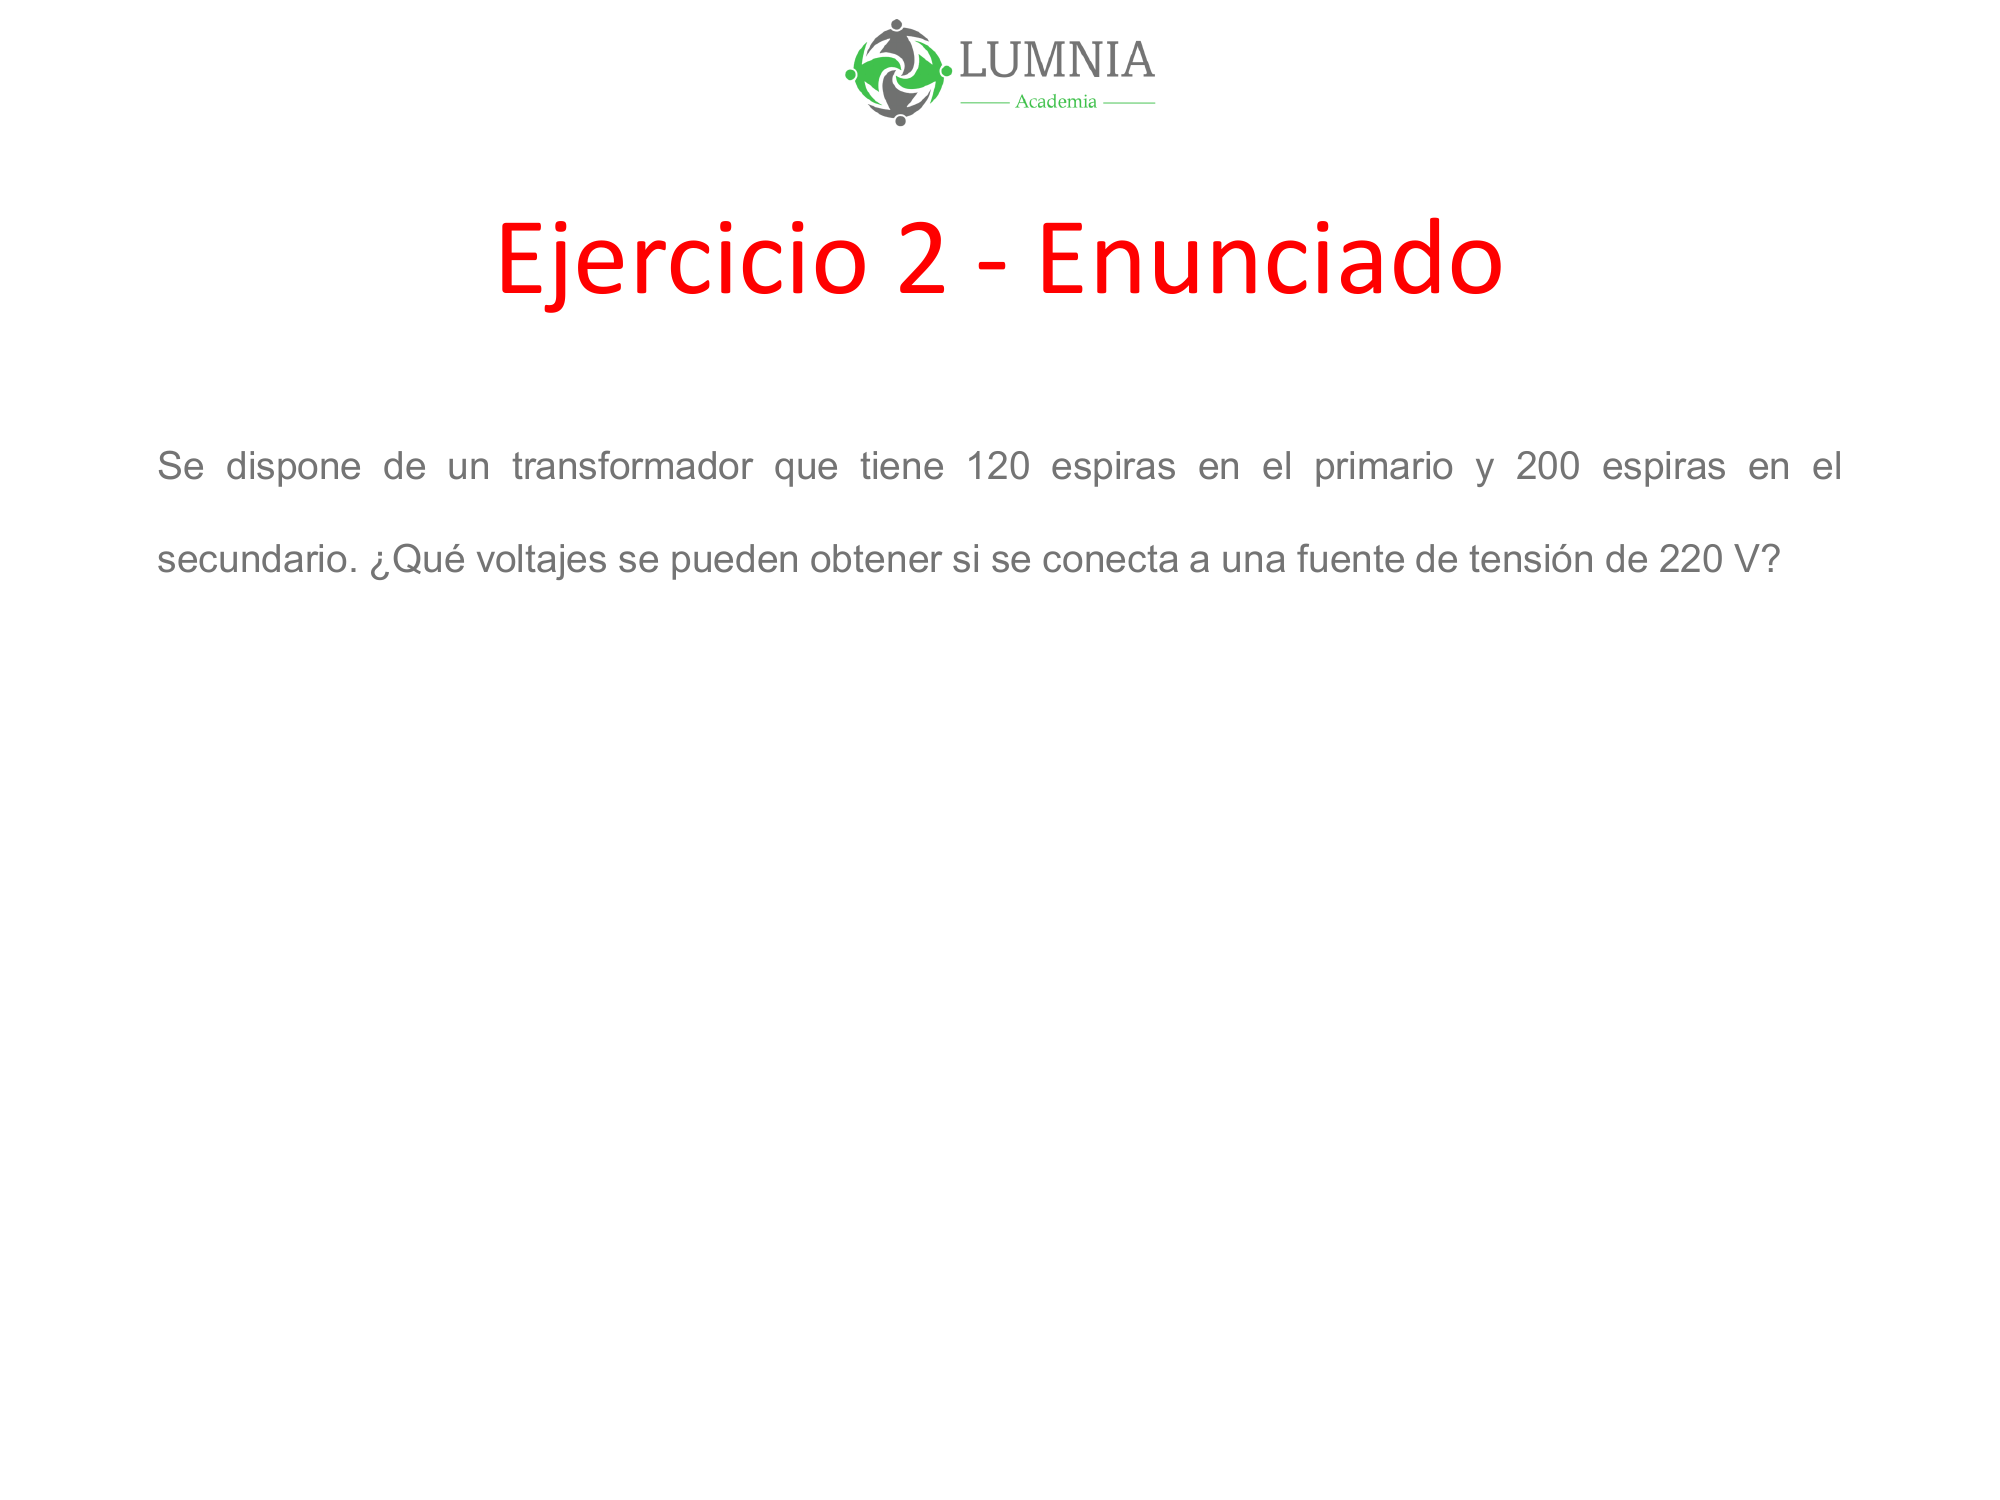 LUMNIA
Academia
Ejercicio 2 - Enunciado
Se dispone de un transformador que tiene 120 espiras en el primario y 200 espiras en el
secundario. ¿Qué voltajes se pueden obtener si se conecta a una fuente de tensión de 220 V?